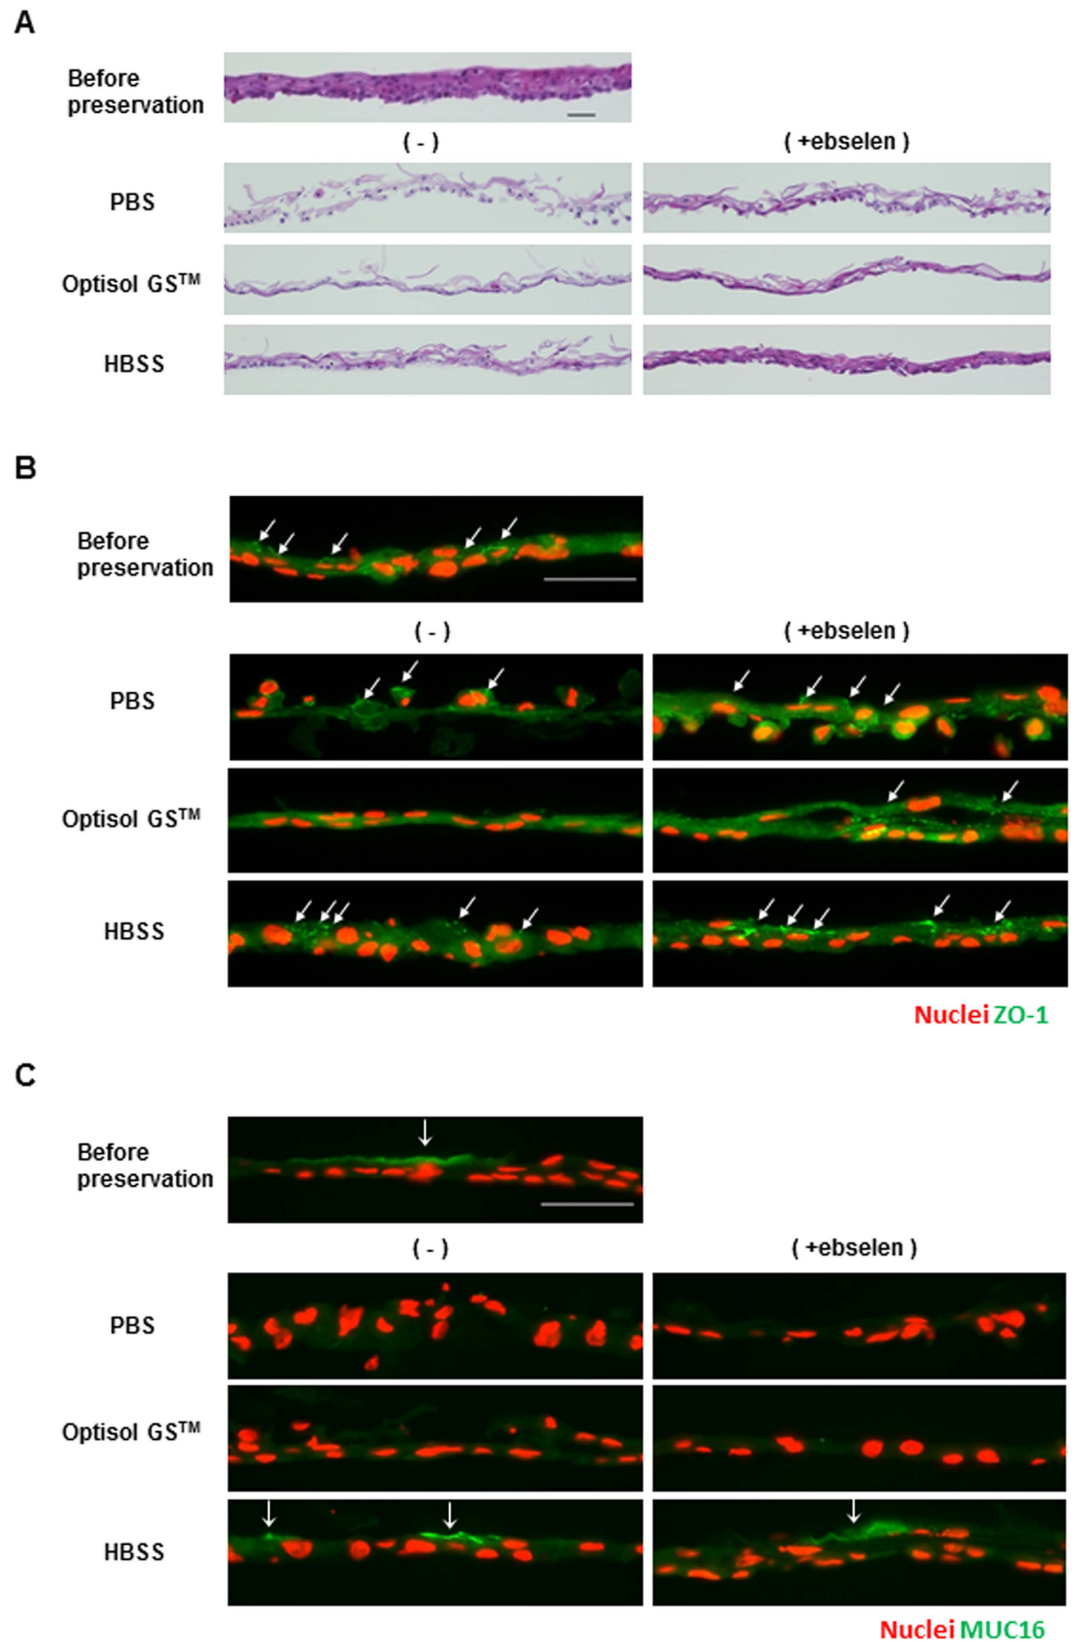 A
Before
preservation
( - )
( +ebselen )
PBS
Optisol GS™
HBSS
B
Before
preservation
( - )
( +ebselen )
PBS
Optisol GS™
HBSS
Nuclei ZO-1
C
Before
preservation
( - )
( +ebselen )
PBS
Optisol GS™
HBSS
Nuclei MUC16